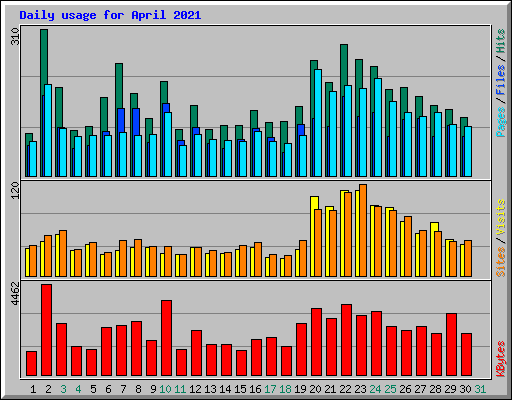 Daily usage for April 2021
310
Pages / Files / Hits
120
Sites / Visits
4462
KBytes
1 2 3 4 5 6 7 8 9 10 11 12 13 14 15 16 17 18 19 20 21 22 23 24 25 26 27 28 29 30 31